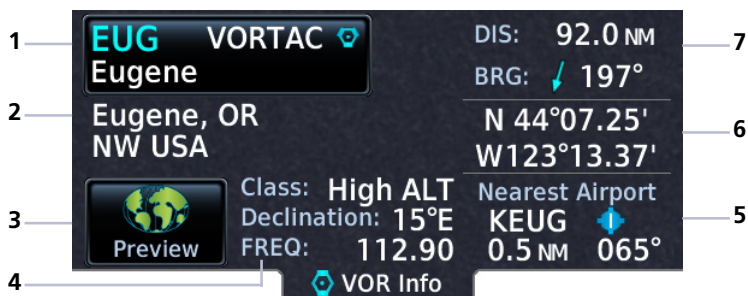 1
EUG VORTAC
Eugene
DIS: 92.0 NM
7
BRG: 197°
2
Eugene, OR
NW USA
N 44°07.25'
W123°13.37'
6
3
Preview
Class: High ALT
Declination: 15°E
FREQ: 112.90
Nearest Airport
KEUG
0.5 NM 065°
5
4
VOR Info